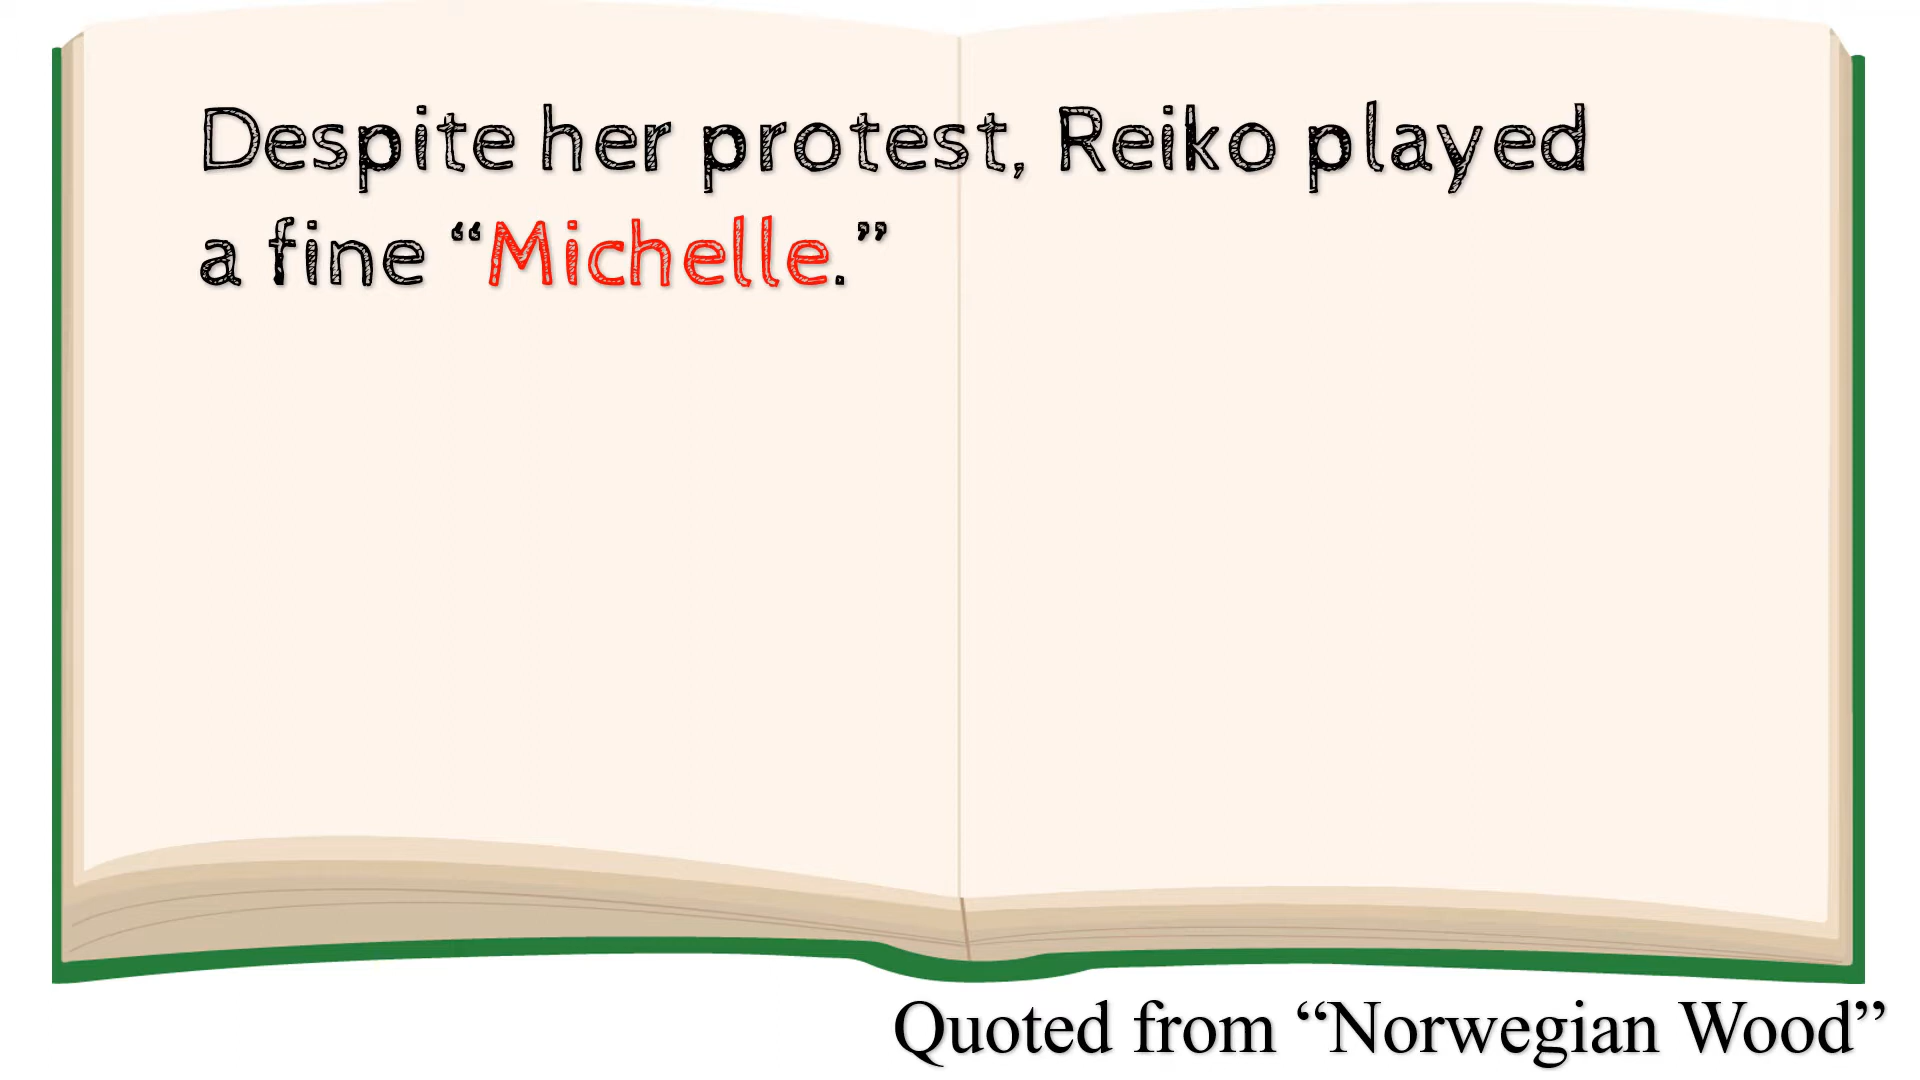 Despite her protest, Reiko played
a fine “Michelle.”
Quoted from “Norwegian Wood”